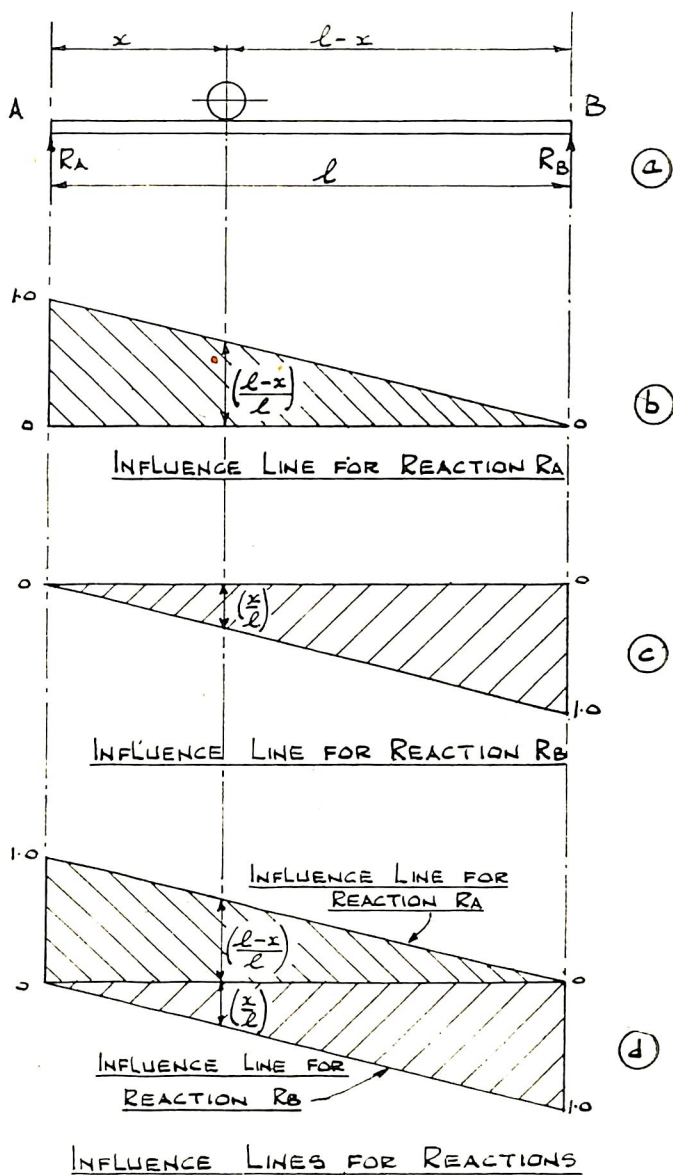 x l-x
A B
RA RB
l
a
1.0
(l-x/l)
0 0
b
INFLUENCE LINE FOR REACTION RA
0 0
(x/l)
c
1.0
INFLUENCE LINE FOR REACTION RB
1.0
INFLUENCE LINE FOR
REACTION RA
(l-x/l)
0
(x/l)
INFLUENCE LINE FOR
REACTION RB
d
1.0
INFLUENCE LINES FOR REACTIONS